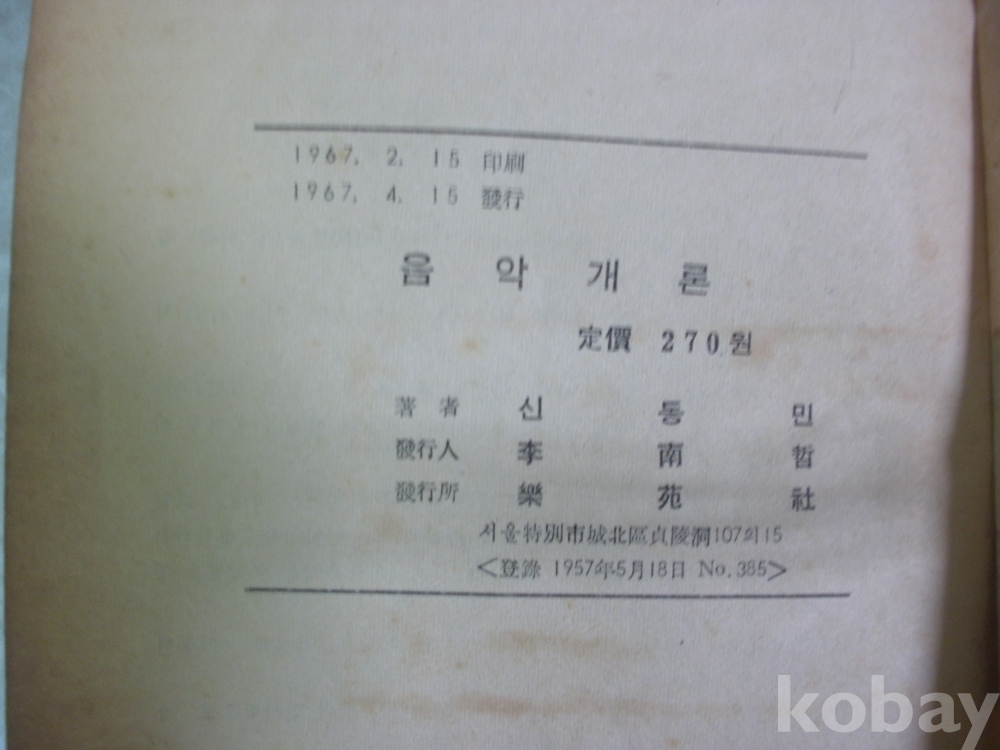 1967. 2. 15 印刷
1967. 4. 15 發行
음악개론
定價 270원
著者 신동민
發行人 李南哲
發行所 樂苑社
서울特別市城北區貞陵洞107의15
<登錄 1957年5月18日 No.385>
kobay